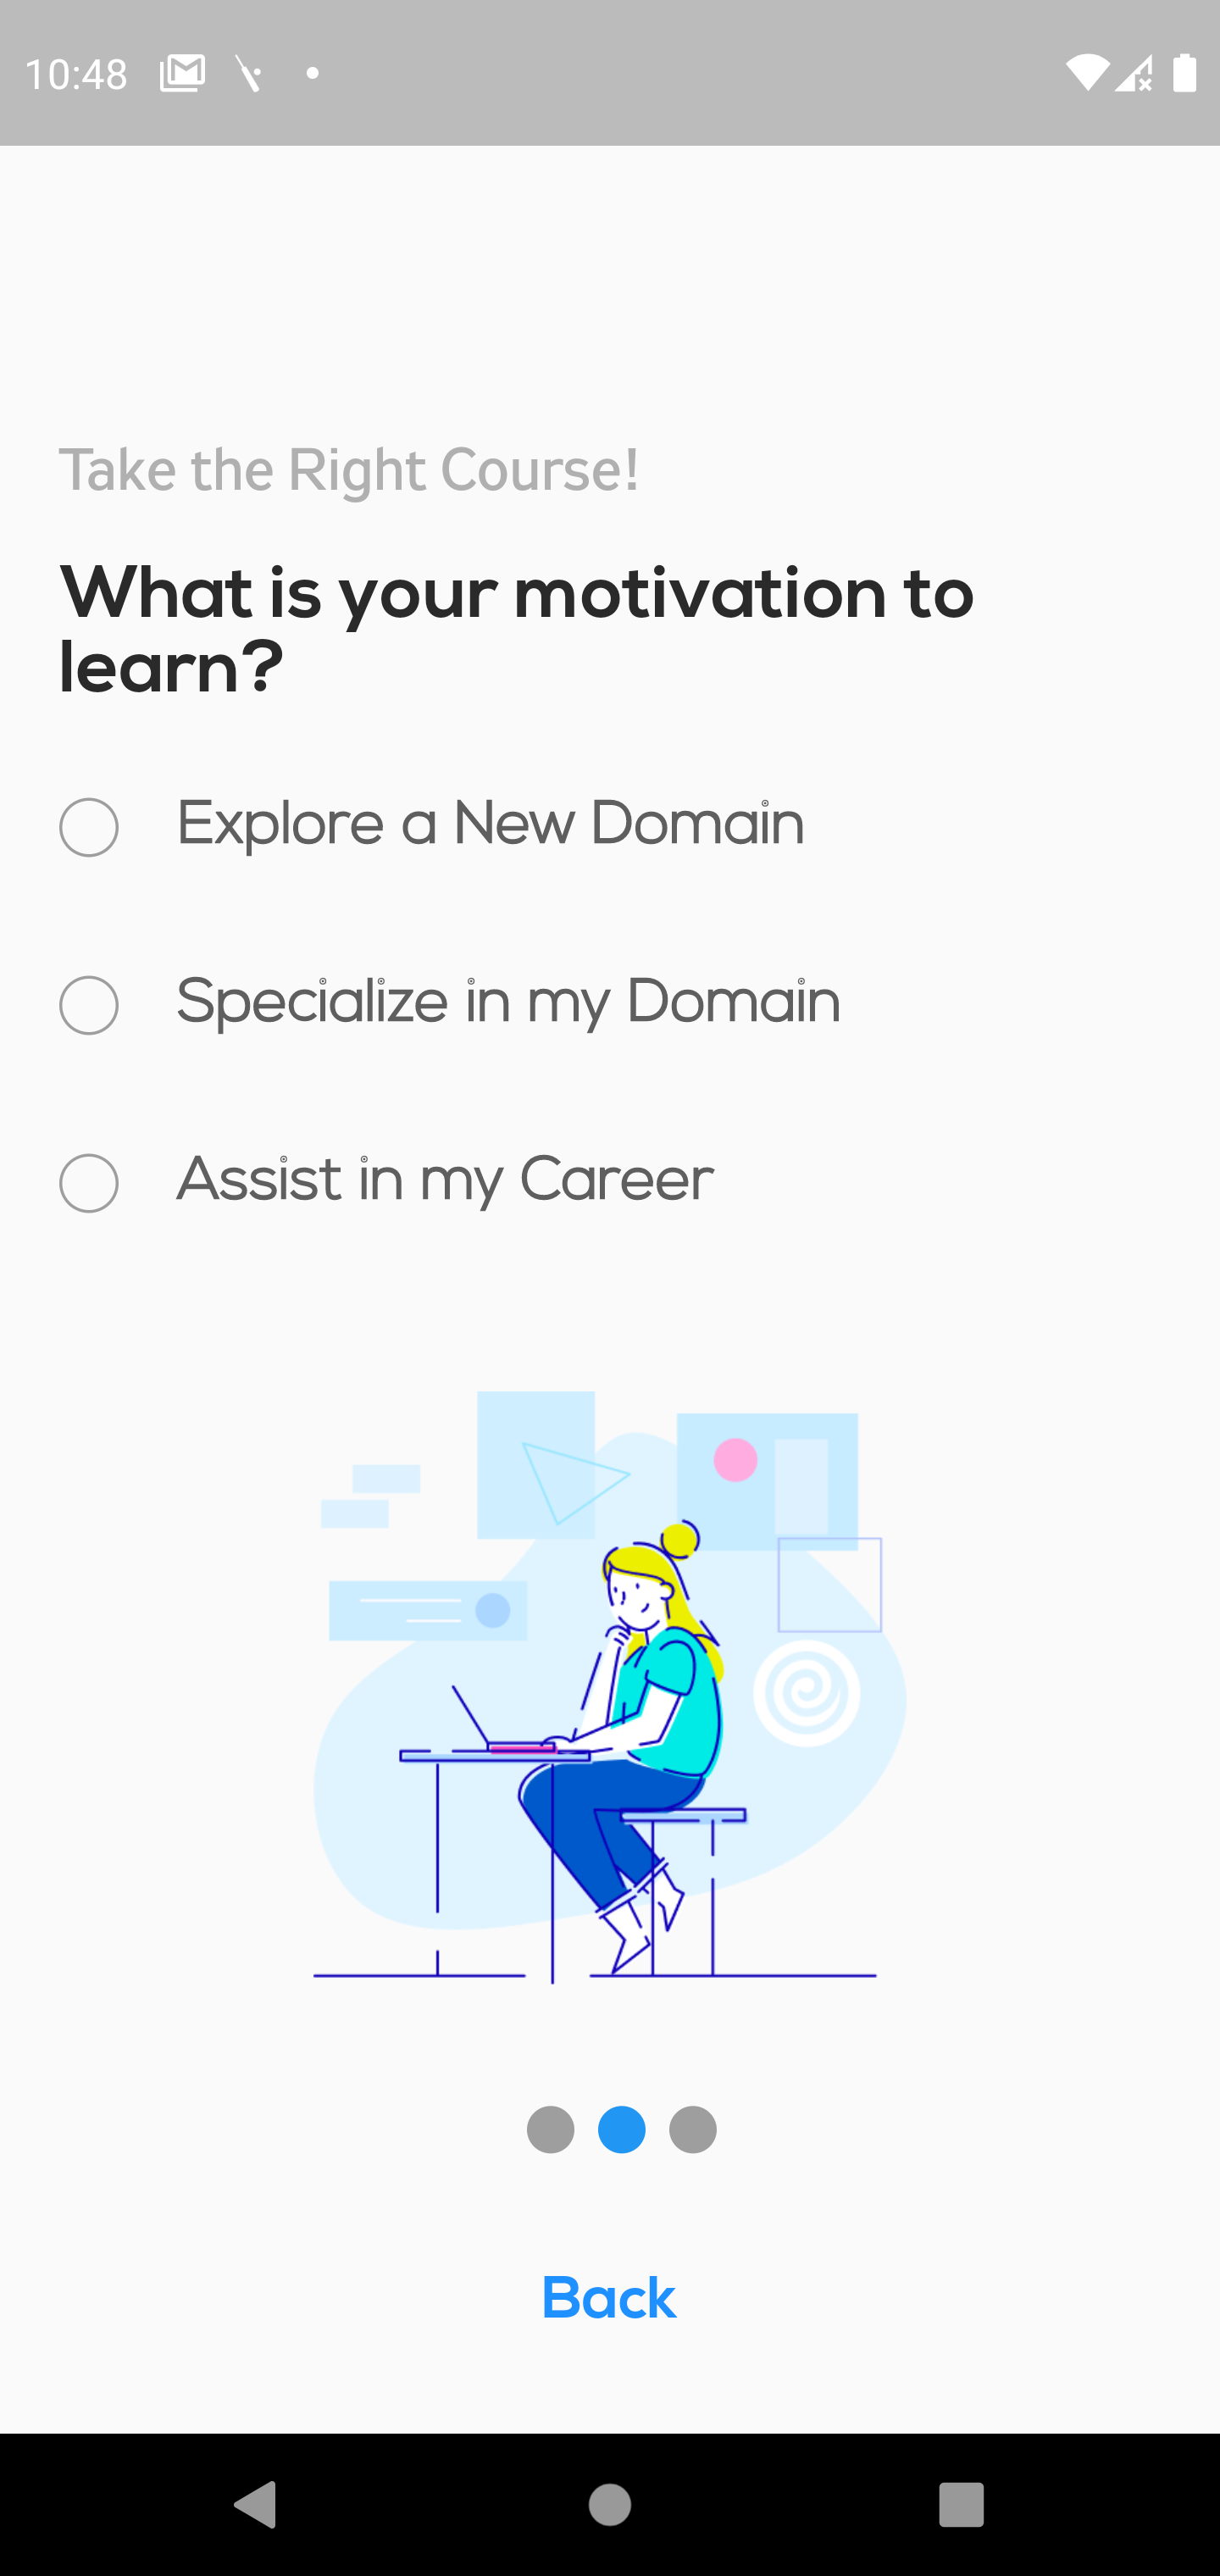 10:48
Take the Right Course!
What is your motivation to
learn?
Explore a New Domain
Specialize in my Domain
Assist in my Career
Back